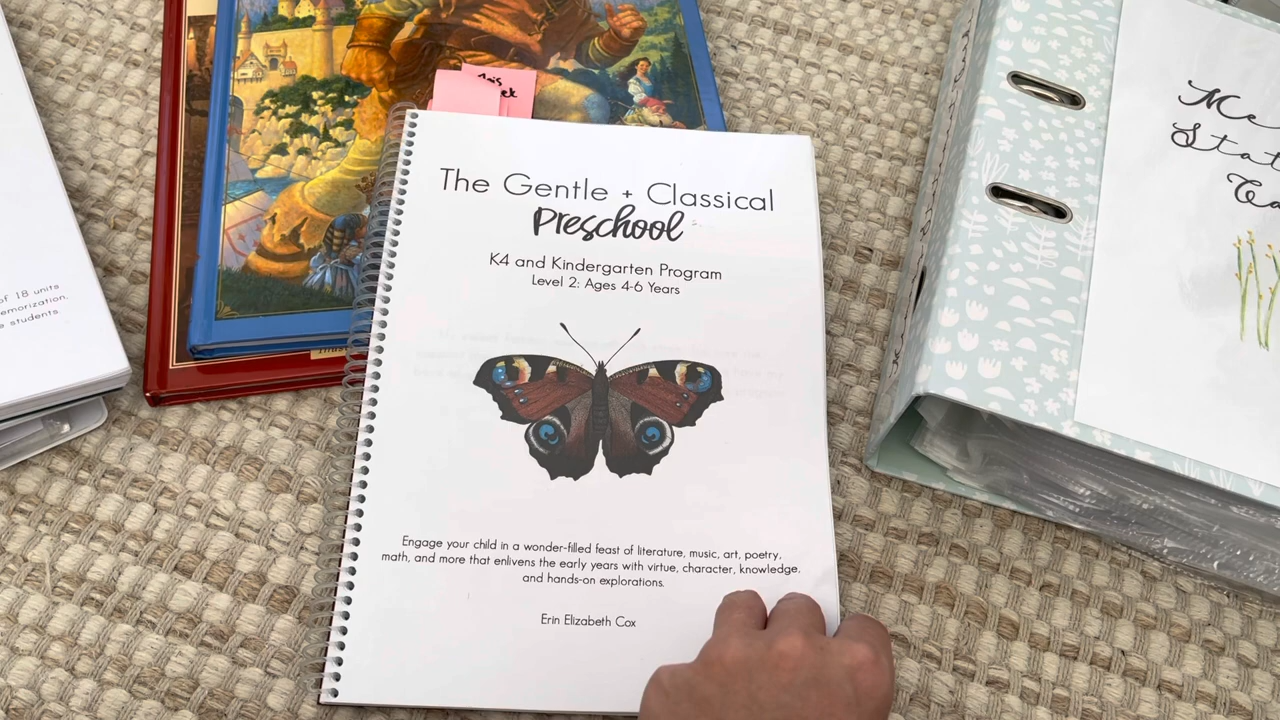 The Gentle + Classical
Preschool
K4 and Kindergarten Program
Level 2: Ages 4-6 Years
Engage your child in a wonder-filled feast of literature, music, art, poetry,
math, and more that enlivens the early years with virtue, character, knowledge,
and hands-on explorations.
Erin Elizabeth Cox
of 18 units
students